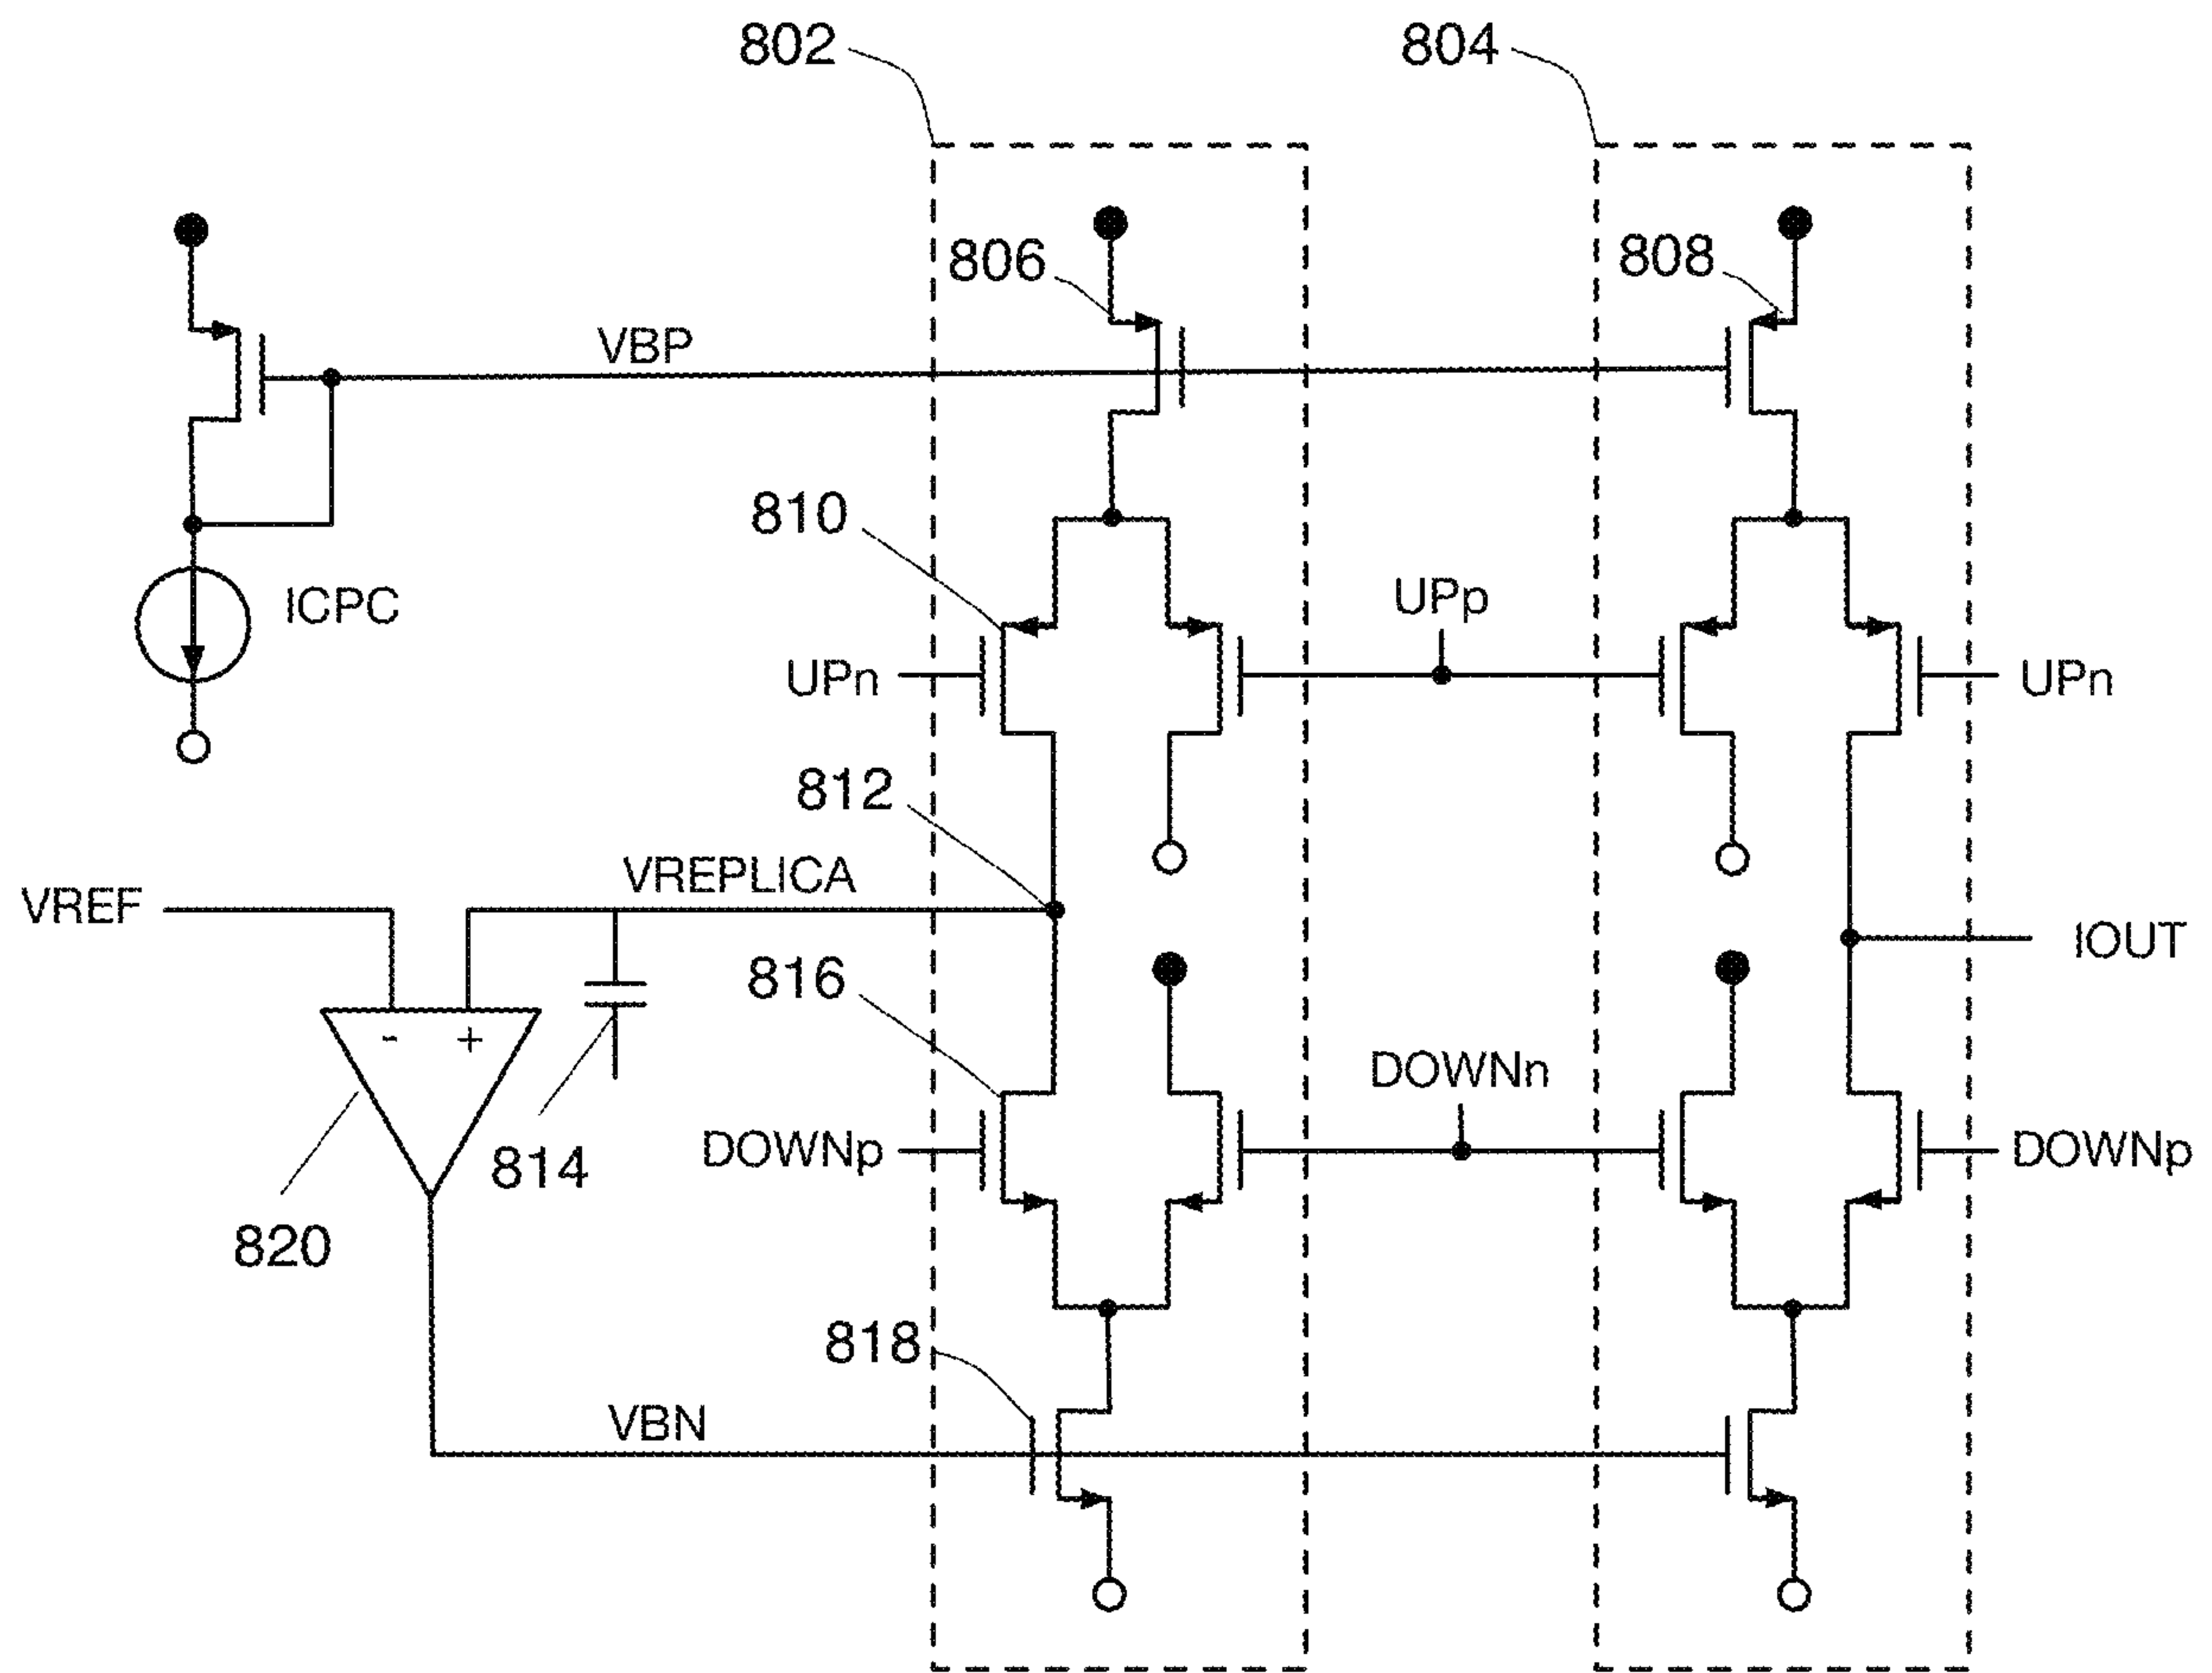 802
804
806
808
VBP
810
ICPC
UPp
UPn
UPn
812
VREPLICA
VREF
IOUT
816
- +
DOWNn
DOWNp
DOWNp
814
820
818
VBN